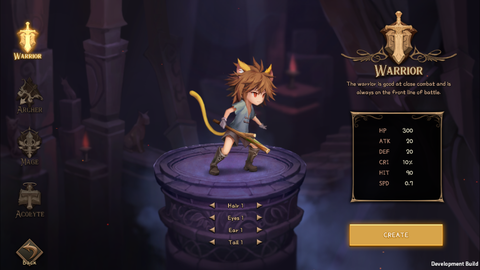 WARRIOR
ARCHER
MAGE
ACOLYTE
Back
Hair 1
Eyes 1
Ear 1
Tail 1
WARRIOR
The warrior is good at close combat and is
always on the front line of battle.
HP 300
ATK 20
DEF 20
CRI 10%
HIT 90
SPD 0.7
CREATE
Development Build